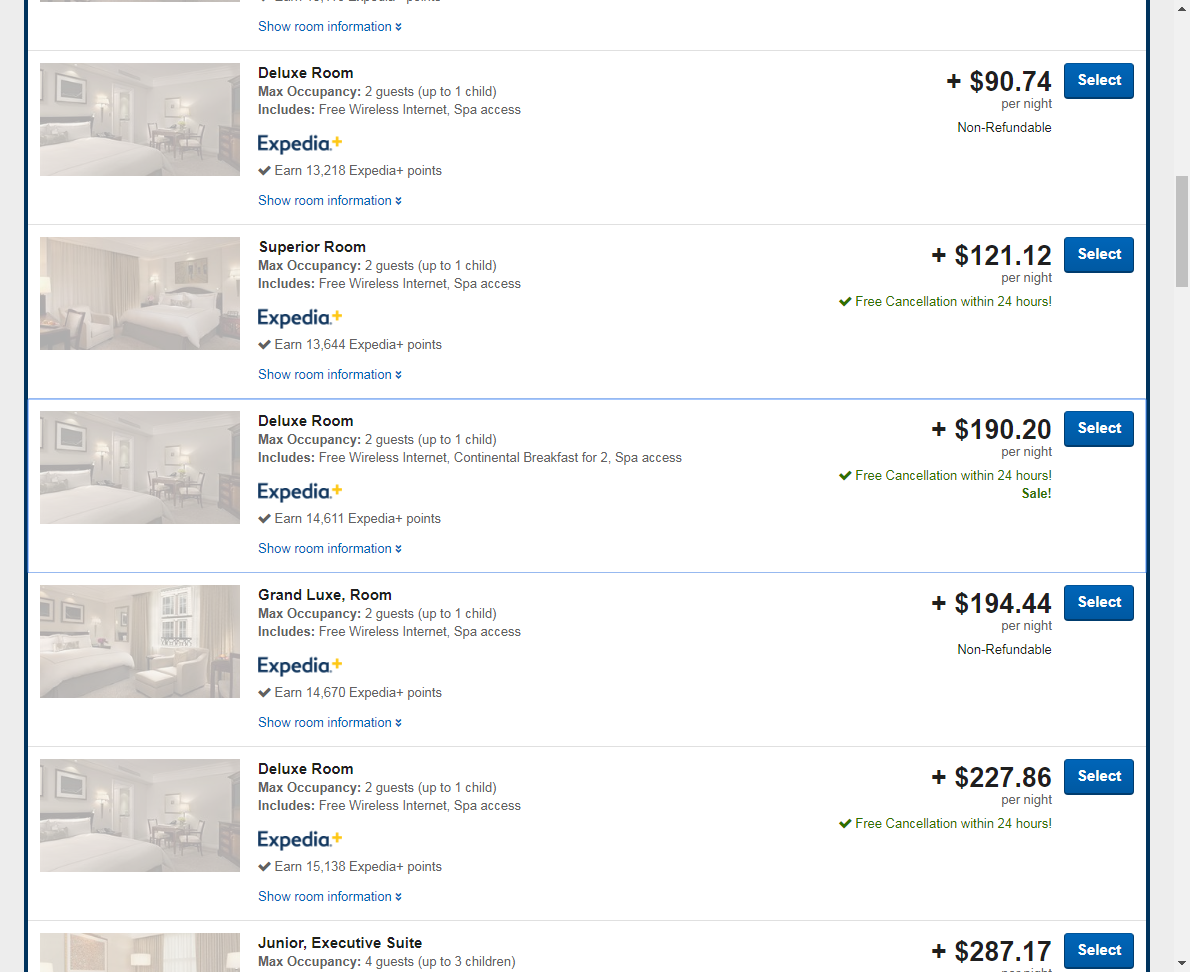 Show room information
Deluxe Room
Max Occupancy: 2 guests (up to 1 child)
Includes: Free Wireless Internet, Spa access
Expedia+
Earn 13,218 Expedia+ points
Show room information
+ $90.74
per night
Non-Refundable
Select
Superior Room
Max Occupancy: 2 guests (up to 1 child)
Includes: Free Wireless Internet, Spa access
Expedia+
Earn 13,644 Expedia+ points
Show room information
+ $121.12
per night
Free Cancellation within 24 hours!
Select
Deluxe Room
Max Occupancy: 2 guests (up to 1 child)
Includes: Free Wireless Internet, Continental Breakfast for 2, Spa access
Expedia+
Earn 14,611 Expedia+ points
Show room information
+ $190.20
per night
Free Cancellation within 24 hours!
Sale!
Select
Grand Luxe, Room
Max Occupancy: 2 guests (up to 1 child)
Includes: Free Wireless Internet, Spa access
Expedia+
Earn 14,670 Expedia+ points
Show room information
+ $194.44
per night
Non-Refundable
Select
Deluxe Room
Max Occupancy: 2 guests (up to 1 child)
Includes: Free Wireless Internet, Spa access
Expedia+
Earn 15,138 Expedia+ points
Show room information
+ $227.86
per night
Free Cancellation within 24 hours!
Select
Junior, Executive Suite
Max Occupancy: 4 guests (up to 3 children)
+ $287.17
per night
Select